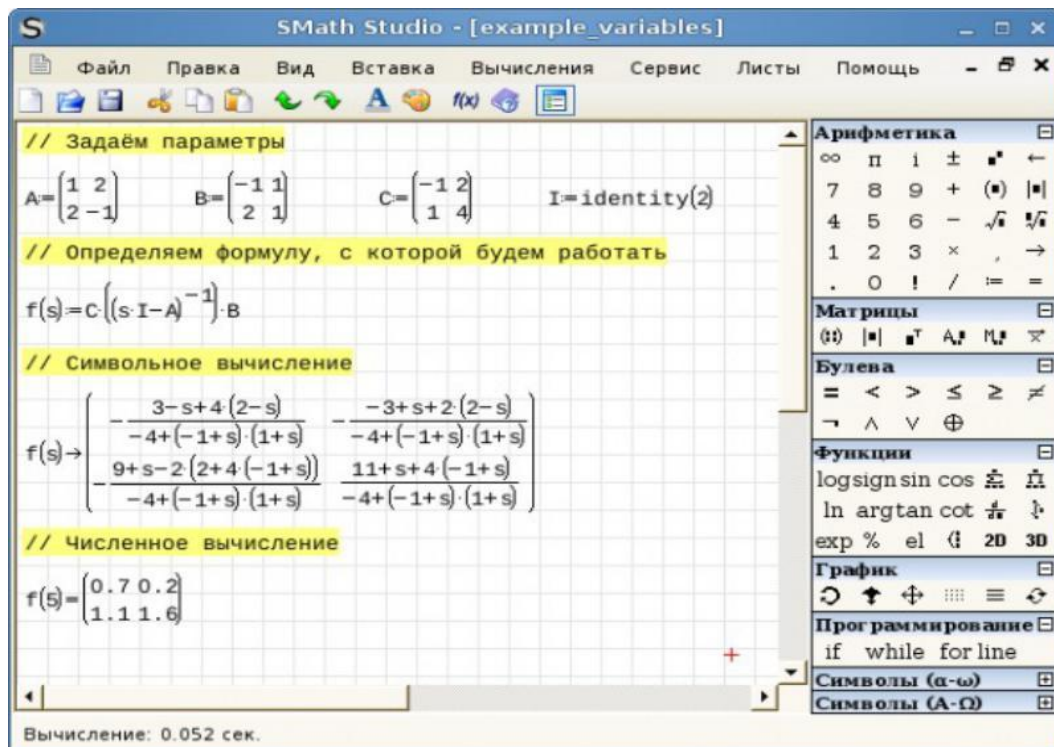 SMath Studio - [example_variables]
Файл Правка Вид Вставка Вычисления Сервис Листы Помощь
f(x)
// Задаём параметры
A:=(1 2
2 -1) B:=(-1 1
2 1) C:=(-1 2
1 4) I:=identity(2)
// Определяем формулу, с которой будем работать
f(s):=C·((s·I-A)^-1)·B
// Символьное вычисление
f(s)→
-(3-s+4·(2-s))/(-4+(-1+s)·(1+s)) -(-3+s+2·(2-s))/(-4+(-1+s)·(1+s))
-(9+s-2·(2+4·(-1+s)))/(-4+(-1+s)·(1+s)) (11+s+4·(-1+s))/(-4+(-1+s)·(1+s))
// Численное вычисление
f(5)=(0.7 0.2
1.1 1.6)
Арифметика
∞ π i ± ←
7 8 9 + (■) |■|
4 5 6 - √
1 2 3 × , →
. 0 ! / := =
Матрицы
Булева
= < > ≤ ≥ ≠
¬ ∧ ∨ ⊕
Функции
log sign sin cos
ln arg tan cot
exp % el 2D 3D
График
Программирование
if while for line
Символы (α-ω)
Символы (Α-Ω)
Вычисление: 0.052 сек.